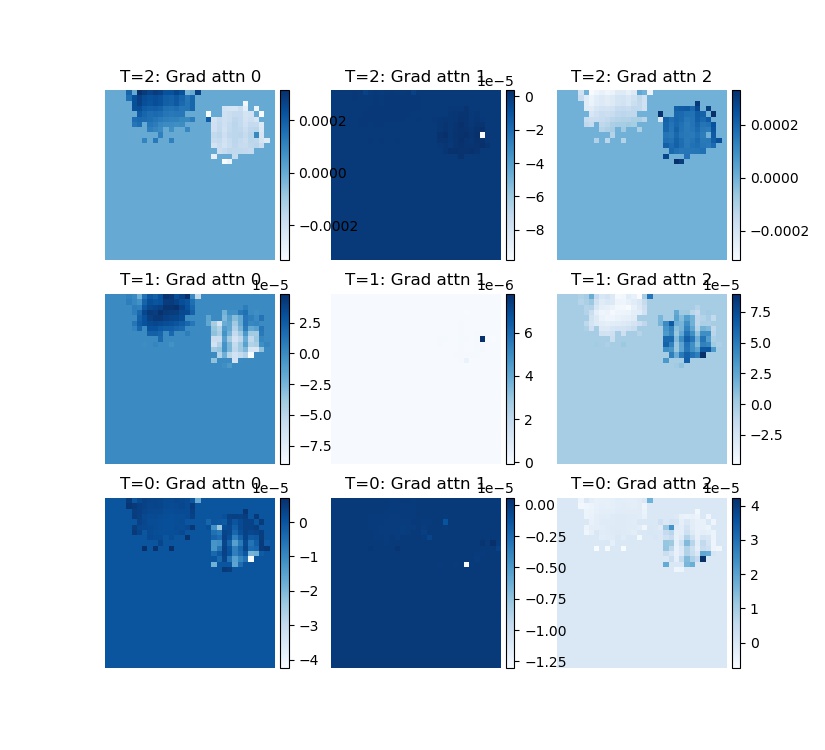 T=2: Grad attn 0
T=2: Grad attn 1
1e−5
T=2: Grad attn 2
0.0002
0.0000
−0.0002
0
−2
−4
−6
−8
0.0002
0.0000
−0.0002
T=1: Grad attn 0
1e−5
T=1: Grad attn 1
1e−6
T=1: Grad attn 2
1e−5
2.5
0.0
−2.5
−5.0
−7.5
6
4
2
0
7.5
5.0
2.5
0.0
−2.5
T=0: Grad attn 0
1e−5
T=0: Grad attn 1
1e−5
T=0: Grad attn 2
1e−5
0
−1
−2
−3
−4
0.00
−0.25
−0.50
−0.75
−1.00
−1.25
4
3
2
1
0